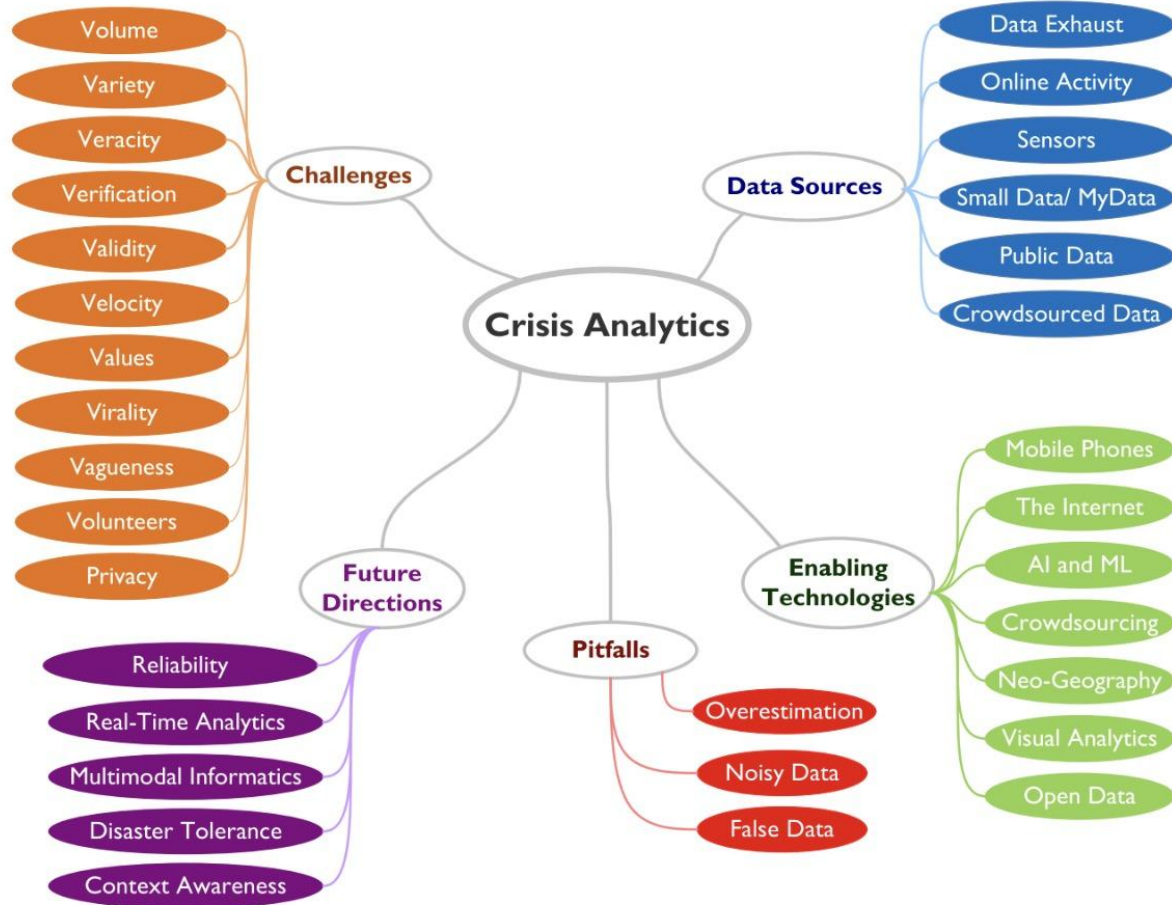 Volume
Variety
Veracity
Verification
Validity
Velocity
Values
Virality
Vagueness
Volunteers
Privacy
Challenges
Data Sources
Data Exhaust
Online Activity
Sensors
Small Data/ MyData
Public Data
Crowdsourced Data
Crisis Analytics
Future
Directions
Reliability
Real-Time Analytics
Multimodal Informatics
Disaster Tolerance
Context Awareness
Pitfalls
Overestimation
Noisy Data
False Data
Enabling
Technologies
Mobile Phones
The Internet
AI and ML
Crowdsourcing
Neo-Geography
Visual Analytics
Open Data